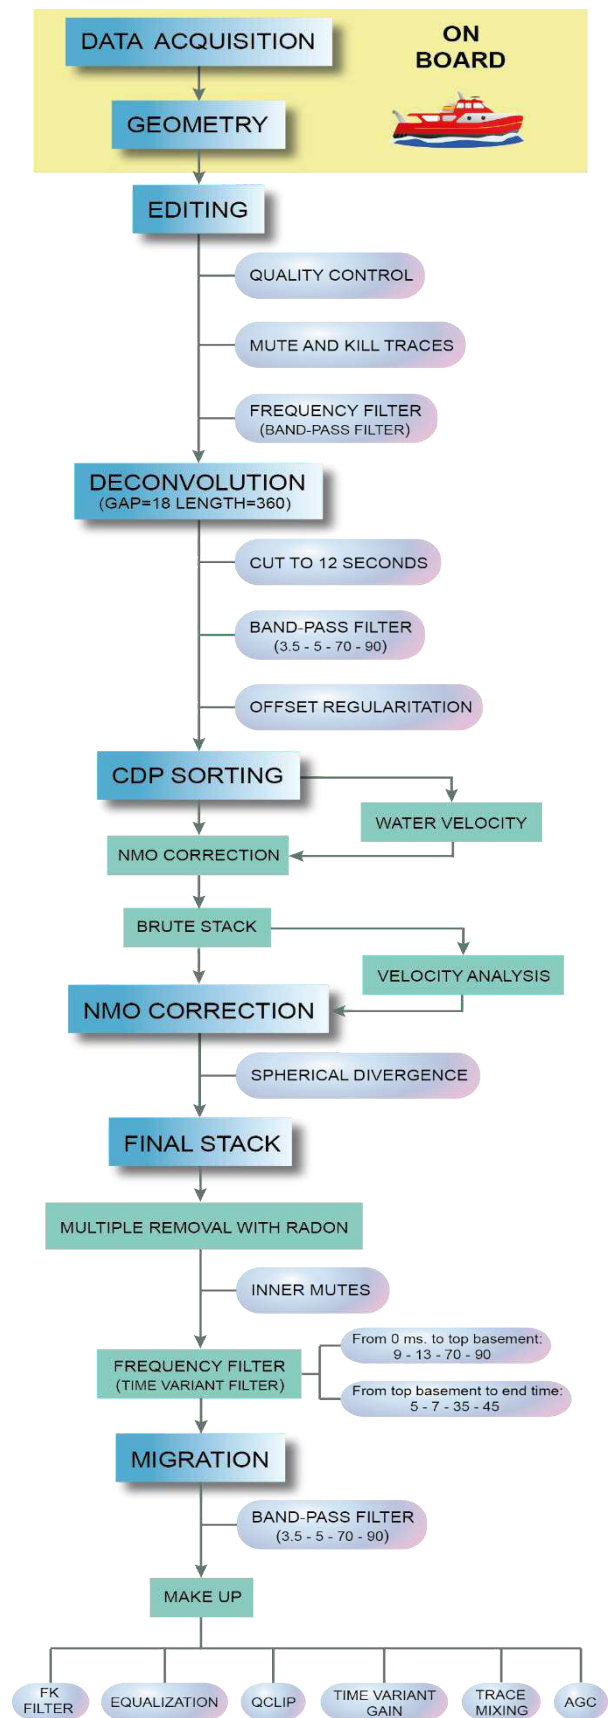 DATA ACQUISITION
ON
BOARD
GEOMETRY
EDITING
QUALITY CONTROL
MUTE AND KILL TRACES
FREQUENCY FILTER
(BAND-PASS FILTER)
DECONVOLUTION
(GAP=18 LENGTH=360)
CUT TO 12 SECONDS
BAND-PASS FILTER
(3.5 - 5 - 70 - 90)
OFFSET REGULARITATION
CDP SORTING
WATER VELOCITY
NMO CORRECTION
BRUTE STACK
VELOCITY ANALYSIS
NMO CORRECTION
SPHERICAL DIVERGENCE
FINAL STACK
MULTIPLE REMOVAL WITH RADON
INNER MUTES
From 0 ms. to top basement:
9 - 13 - 70 - 90
FREQUENCY FILTER
(TIME VARIANT FILTER)
From top basement to end time:
5 - 7 - 35 - 45
MIGRATION
BAND-PASS FILTER
(3.5 - 5 - 70 - 90)
MAKE UP
FK
FILTER
EQUALIZATION
QCLIP
TIME VARIANT
GAIN
TRACE
MIXING
AGC